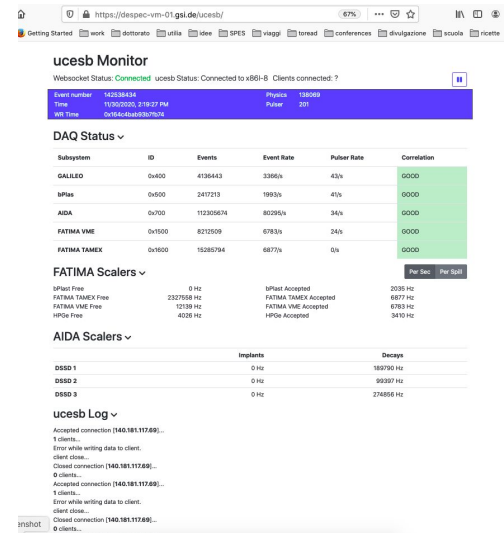 https://despec-vm-01.gsi.de/ucesb/ 67%
Getting Started work dottorato utilia idee SPES viaggi toread conferences divulgazione scuola ricette
ucesb Monitor
Websocket Status: Connected ucesb Status: Connected to x86l-8 Clients connected: ?
Event number 142538434 Physics 138069
Time 11/30/2020, 2:19:27 PM Pulser 201
WR Time 0x164c4bab93b7fb74
DAQ Status
Subsystem ID Events Event Rate Pulser Rate Correlation
GALILEO 0x400 4136443 3366/s 43/s GOOD
bPlas 0x500 2417213 1993/s 41/s GOOD
AIDA 0x700 112305674 80295/s 34/s GOOD
FATIMA VME 0x1500 8212509 6783/s 24/s GOOD
FATIMA TAMEX 0x1600 15285794 6877/s 0/s GOOD
FATIMA Scalers Per Sec Per Spill
bPlast Free 0 Hz bPlast Accepted 2035 Hz
FATIMA TAMEX Free 2327558 Hz FATIMA TAMEX Accepted 6877 Hz
FATIMA VME Free 12139 Hz FATIMA VME Accepted 6783 Hz
HPGe Free 4026 Hz HPGe Accepted 3410 Hz
AIDA Scalers
Implants Decays
DSSD 1 0 Hz 189790 Hz
DSSD 2 0 Hz 99397 Hz
DSSD 3 0 Hz 274856 Hz
ucesb Log
Accepted connection [140.181.117.69]...
1 clients...
Error while writing data to client.
client close...
Closed connection [140.181.117.69]...
0 clients...
Accepted connection [140.181.117.69]...
1 clients...
Error while writing data to client.
client close...
Closed connection [140.181.117.69]...
enshot
0 clients...